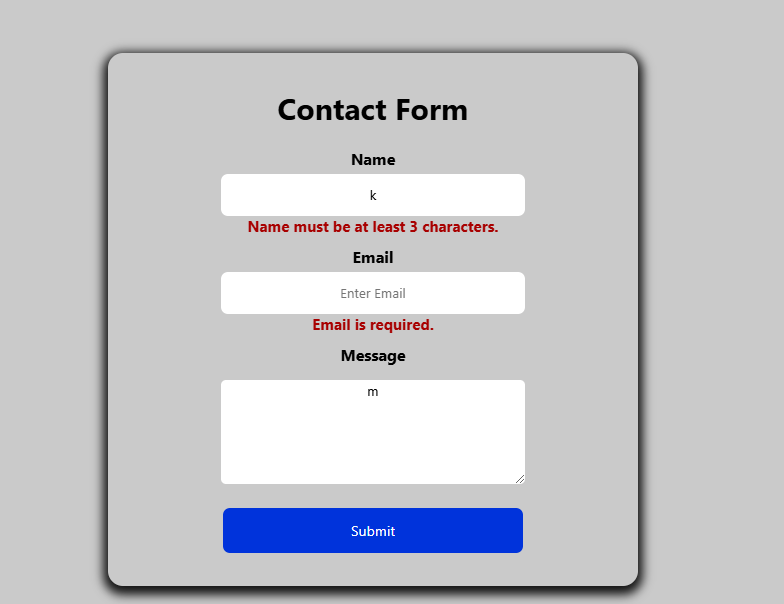 Contact Form
Name
k
Name must be at least 3 characters.
Email
Enter Email
Email is required.
Message
m
Submit